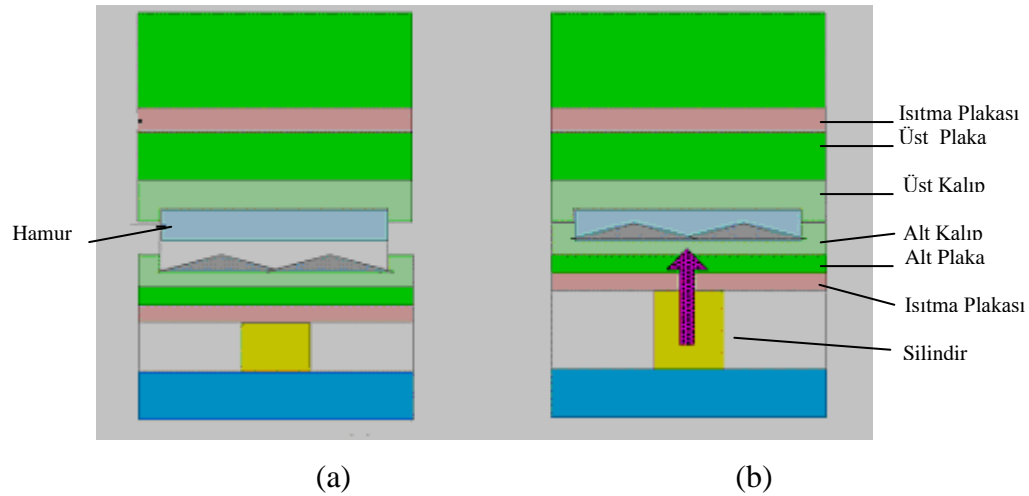 Isıtma Plakası
Üst Plaka
Üst Kalıp
Hamur
Alt Kalıp
Alt Plaka
Isıtma Plakası
Silindir
(a)
(b)